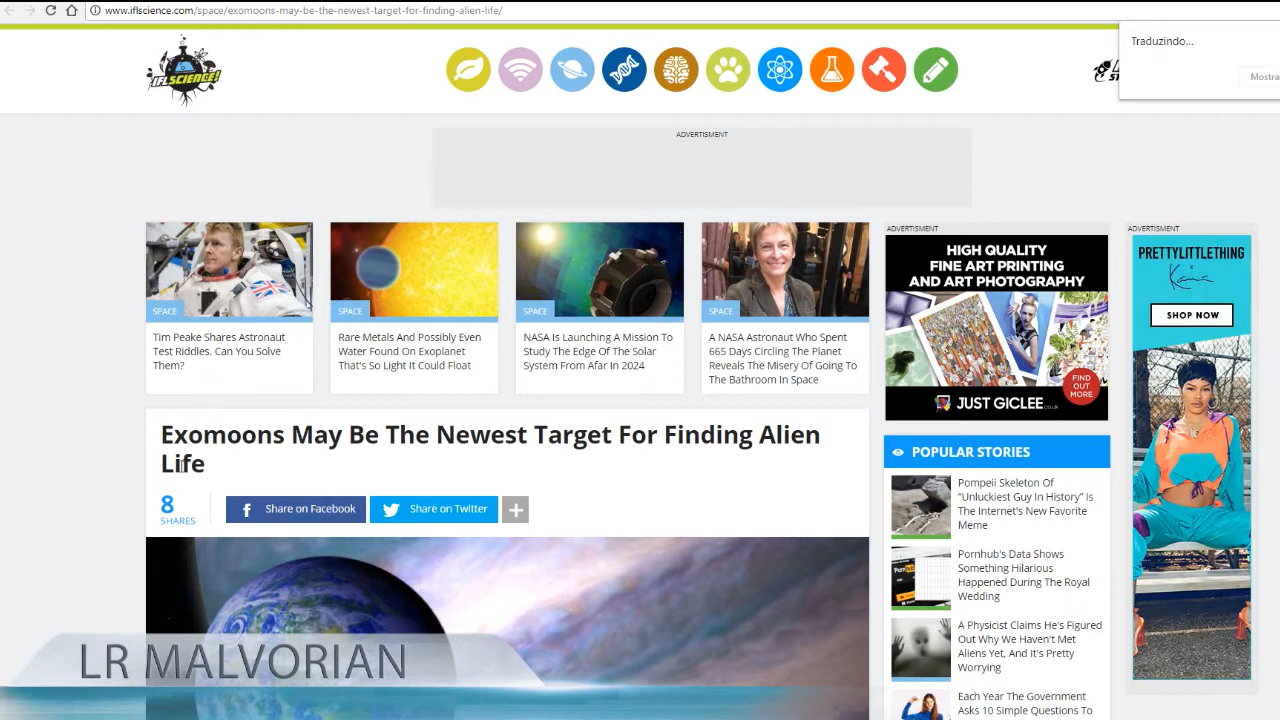 www.iflscience.com/space/exomoons-may-be-the-newest-target-for-finding-alien-life/
Traduzindo...
Mostra
IFLSCIENCE!
ADVERTISMENT
SPACE
Tim Peake Shares Astronaut
Test Riddles. Can You Solve
Them?
SPACE
Rare Metals And Possibly Even
Water Found On Exoplanet
That's So Light It Could Float
SPACE
NASA Is Launching A Mission To
Study The Edge Of The Solar
System From Afar In 2024
SPACE
A NASA Astronaut Who Spent
665 Days Circling The Planet
Reveals The Misery Of Going To
The Bathroom In Space
ADVERTISMENT
HIGH QUALITY
FINE ART PRINTING
AND ART PHOTOGRAPHY
FIND
OUT
MORE
JUST GICLEE.co.uk
ADVERTISMENT
PRETTYLITTLETHING
x
SHOP NOW
Exomoons May Be The Newest Target For Finding Alien
Life
8
SHARES
Share on Facebook
Share on Twitter
+
POPULAR STORIES
Pompeii Skeleton Of
"Unluckiest Guy In History" Is
The Internet's New Favorite
Meme
Pornhub's Data Shows
Something Hilarious
Happened During The Royal
Wedding
A Physicist Claims He's Figured
Out Why We Haven't Met
Aliens Yet, And It's Pretty
Worrying
Each Year The Government
Asks 10 Simple Questions To
LR MALVORIAN